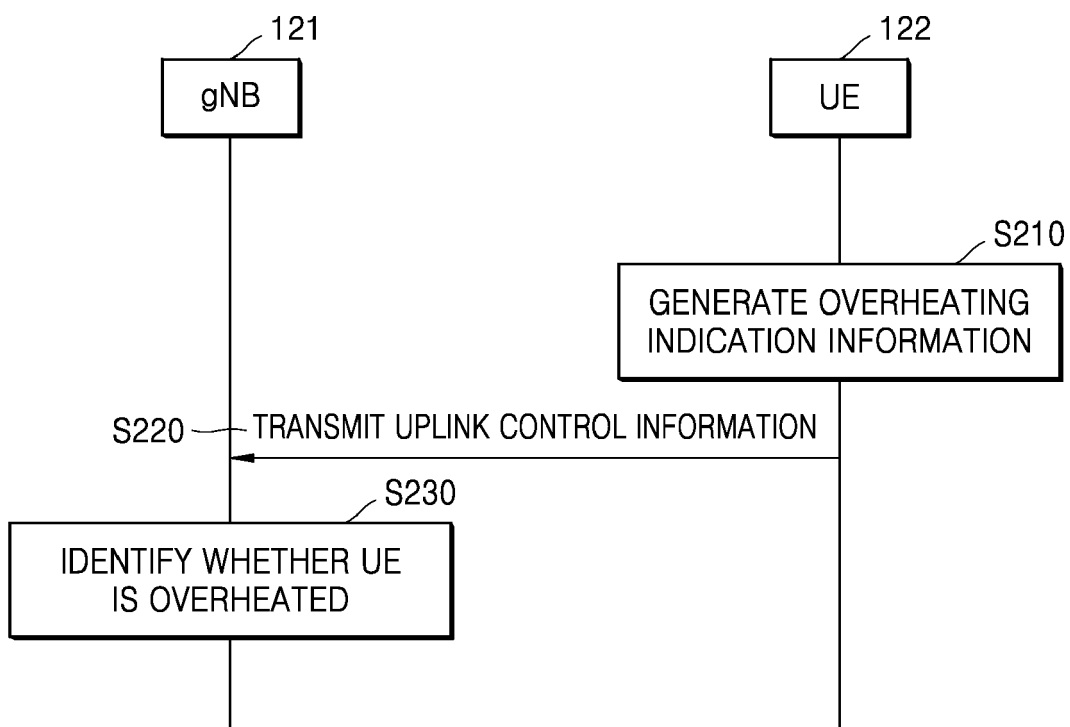 121
122
gNB
UE
S210
GENERATE OVERHEATING
INDICATION INFORMATION
S220
TRANSMIT UPLINK CONTROL INFORMATION
S230
IDENTIFY WHETHER UE
IS OVERHEATED